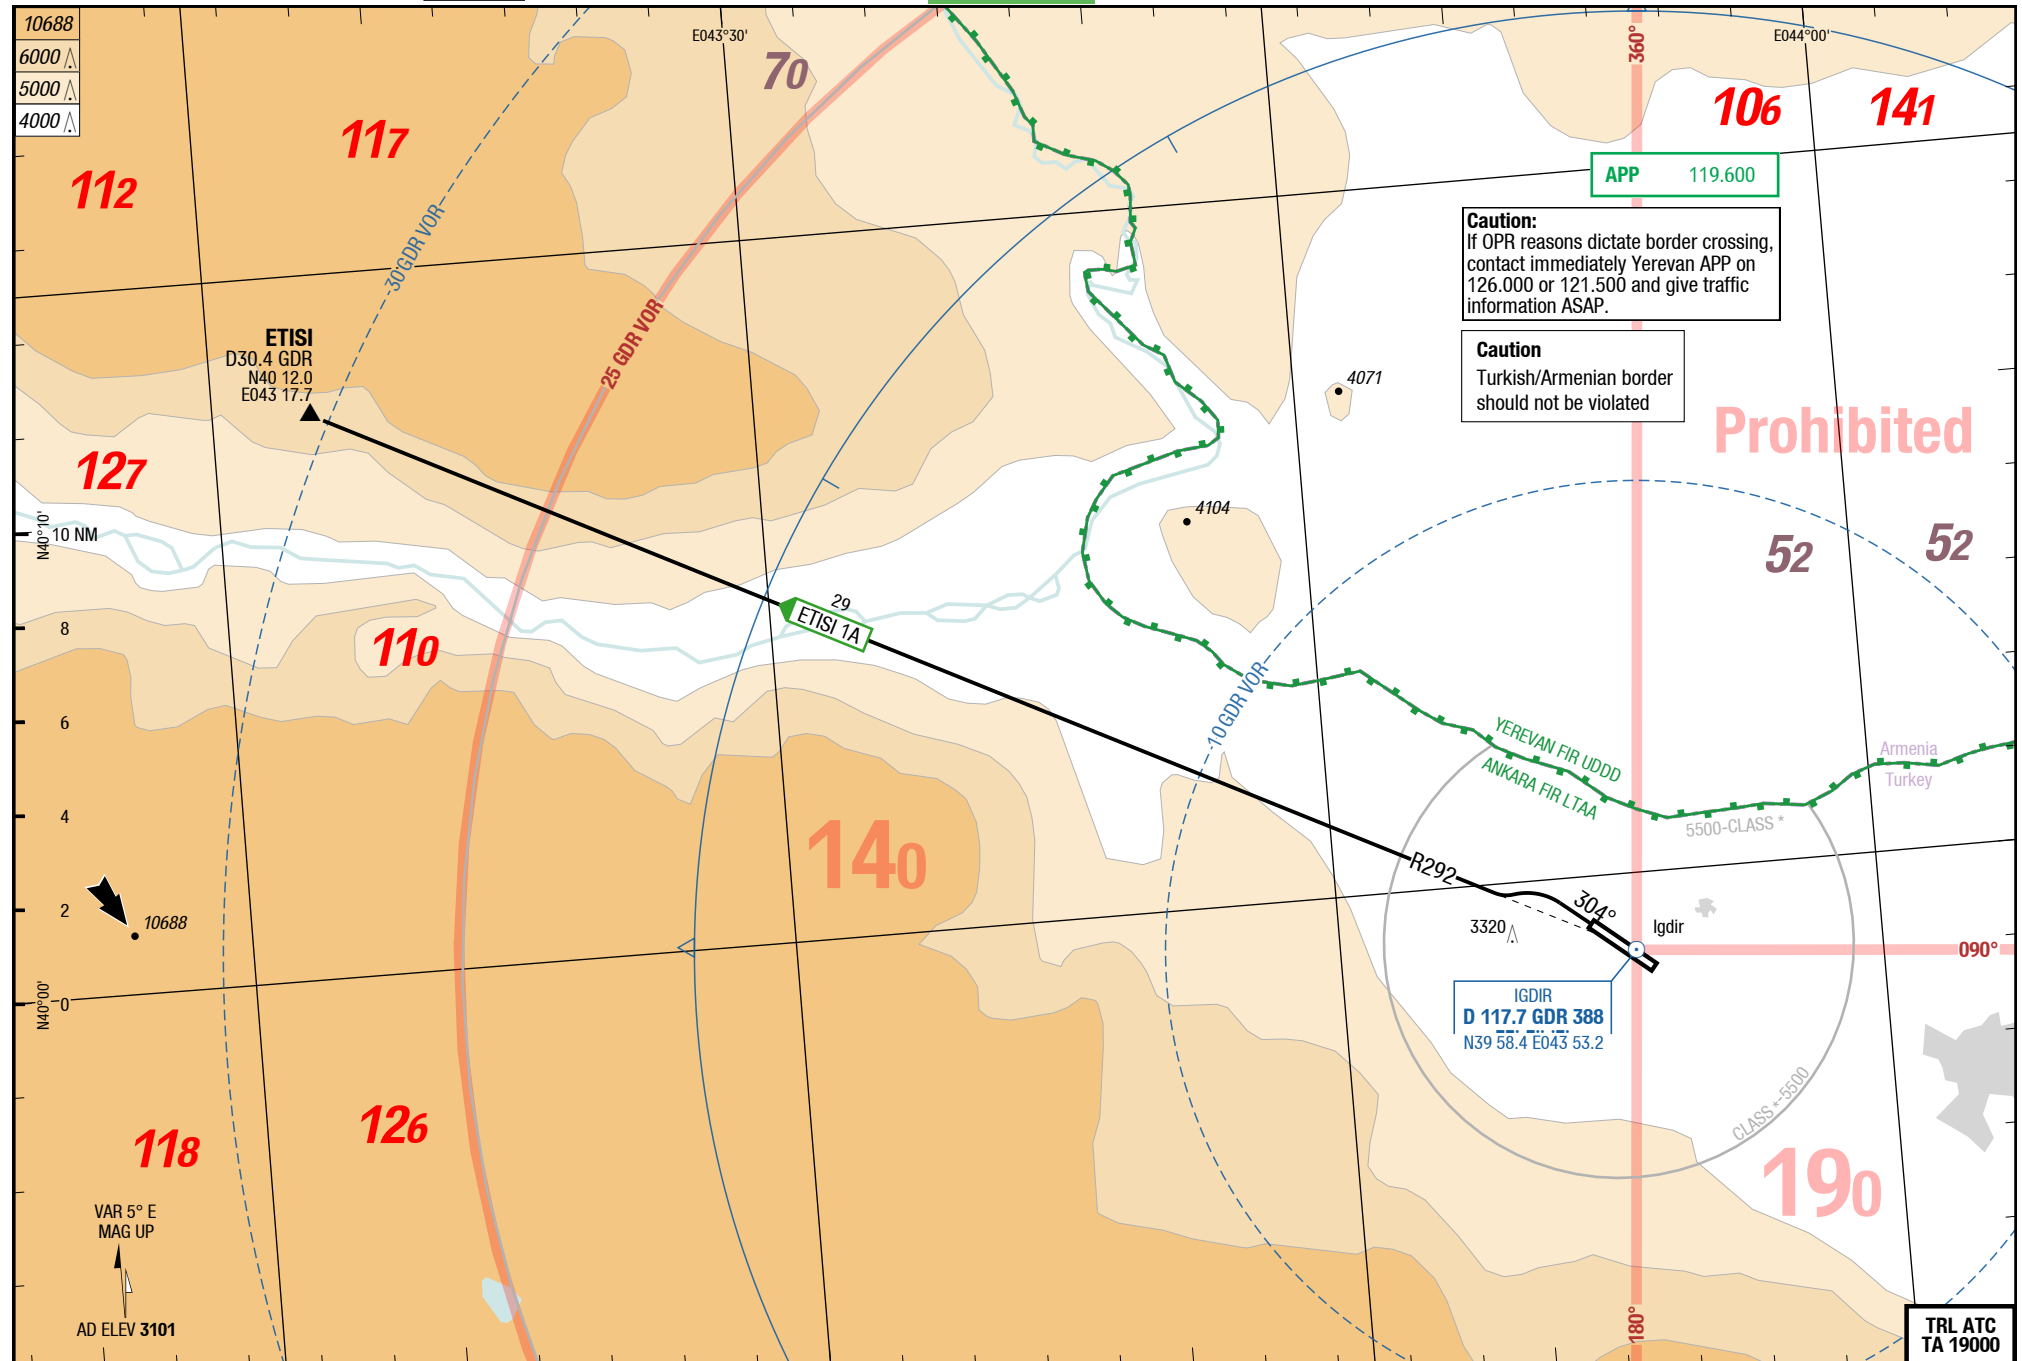 10688
6000
5000
4000
E043°30'
E044°00'
360°
70
117
112
106
141
APP 119.600
Caution:
If OPR reasons dictate border crossing,
contact immediately Yerevan APP on
126.000 or 121.500 and give traffic
information ASAP.
Caution
Turkish/Armenian border
should not be violated
30 GDR VOR
25 GDR VOR
ETISI
D30.4 GDR
N40 12.0
E043 17.7
4071
Prohibited
127
4104
52
52
N40°10'
10 NM
8
6
4
2
0
N40°00'
29
ETISI 1A
110
10 GDR VOR
YEREVAN FIR UDDD
ANKARA FIR LTAA
Armenia
Turkey
5500-CLASS *
140
R292
304°
3320
Igdir
10688
090°
IGDIR
D 117.7 GDR 388
N39 58.4 E043 53.2
CLASS *-5500
126
118
190
VAR 5° E
MAG UP
AD ELEV 3101
180°
TRL ATC
TA 19000